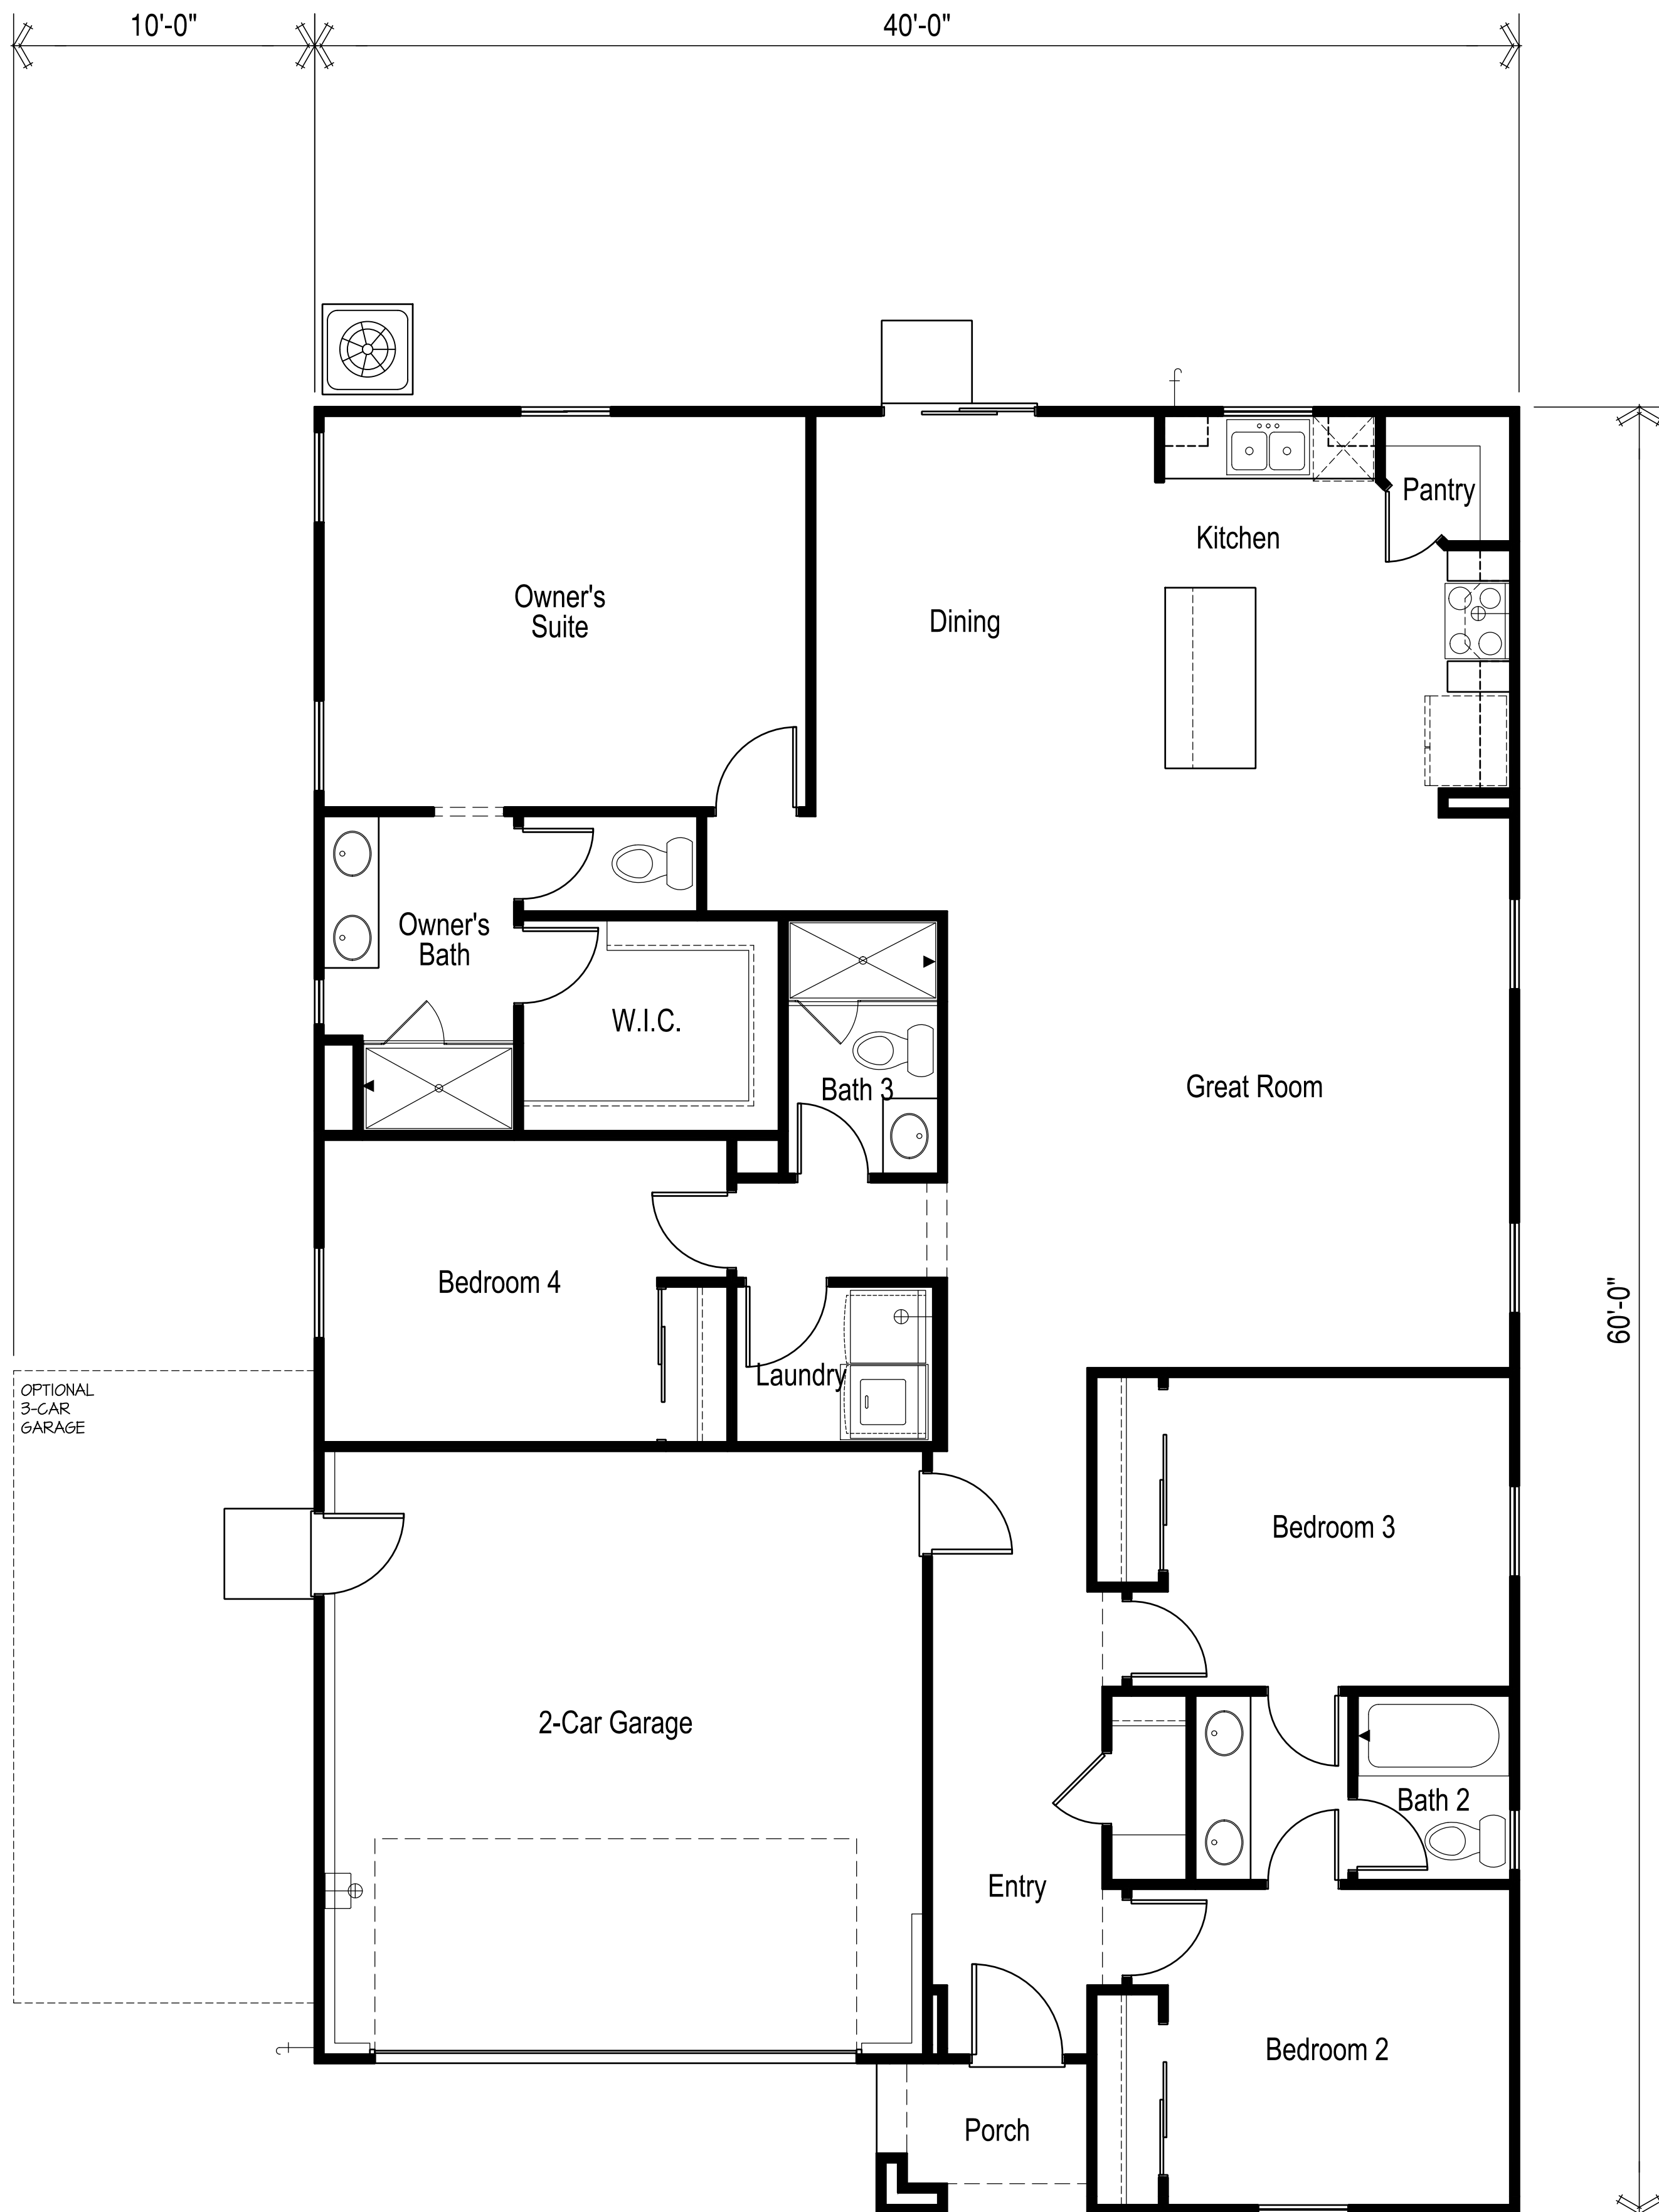 10'-0"
40'-0"
Pantry
Kitchen
Owner's
Suite
Dining
Owner's
Bath
W.I.C.
Bath 3
Great Room
Bedroom 4
60'-0"
Laundry
OPTIONAL
3-CAR
GARAGE
Bedroom 3
2-Car Garage
Bath 2
Entry
Bedroom 2
Porch